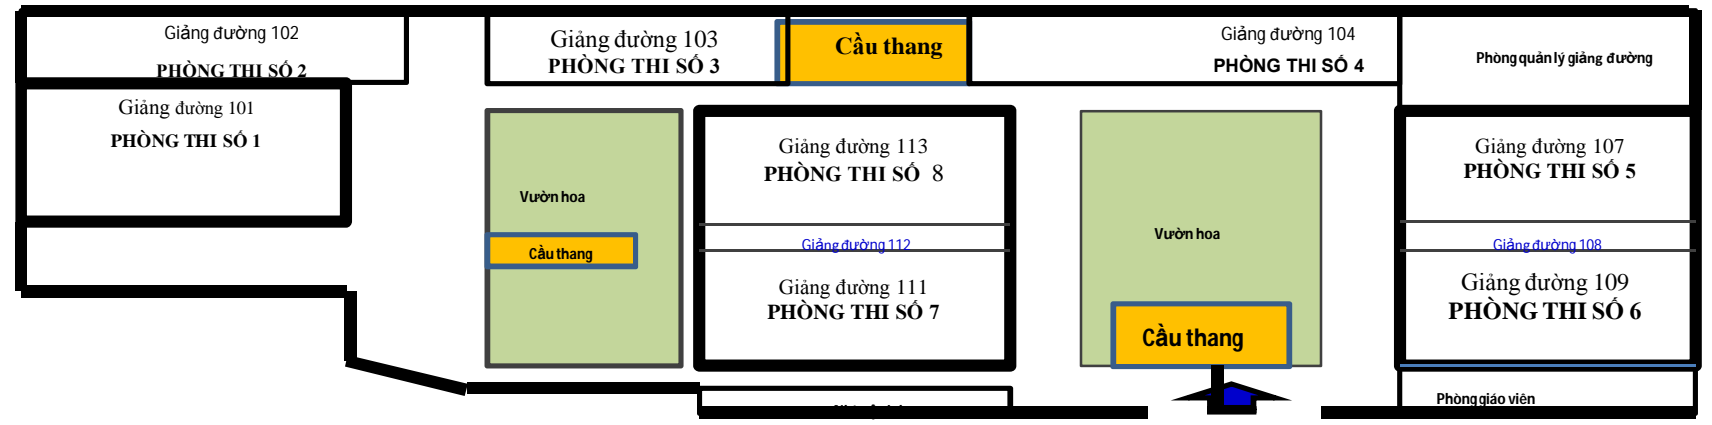 Giảng đường 102
PHÒNG THI SỐ 2
Giảng đường 103
PHÒNG THI SỐ 3
Cầu thang
Giảng đường 104
PHÒNG THI SỐ 4
Phòng quản lý giảng đường
Giảng đường 101
PHÒNG THI SỐ 1
Vườn hoa
Cầu thang
Giảng đường 113
PHÒNG THI SỐ 8
Giảng đường 112
Giảng đường 111
PHÒNG THI SỐ 7
Vườn hoa
Cầu thang
Giảng đường 107
PHÒNG THI SỐ 5
Giảng đường 108
Giảng đường 109
PHÒNG THI SỐ 6
Phòng giáo viên